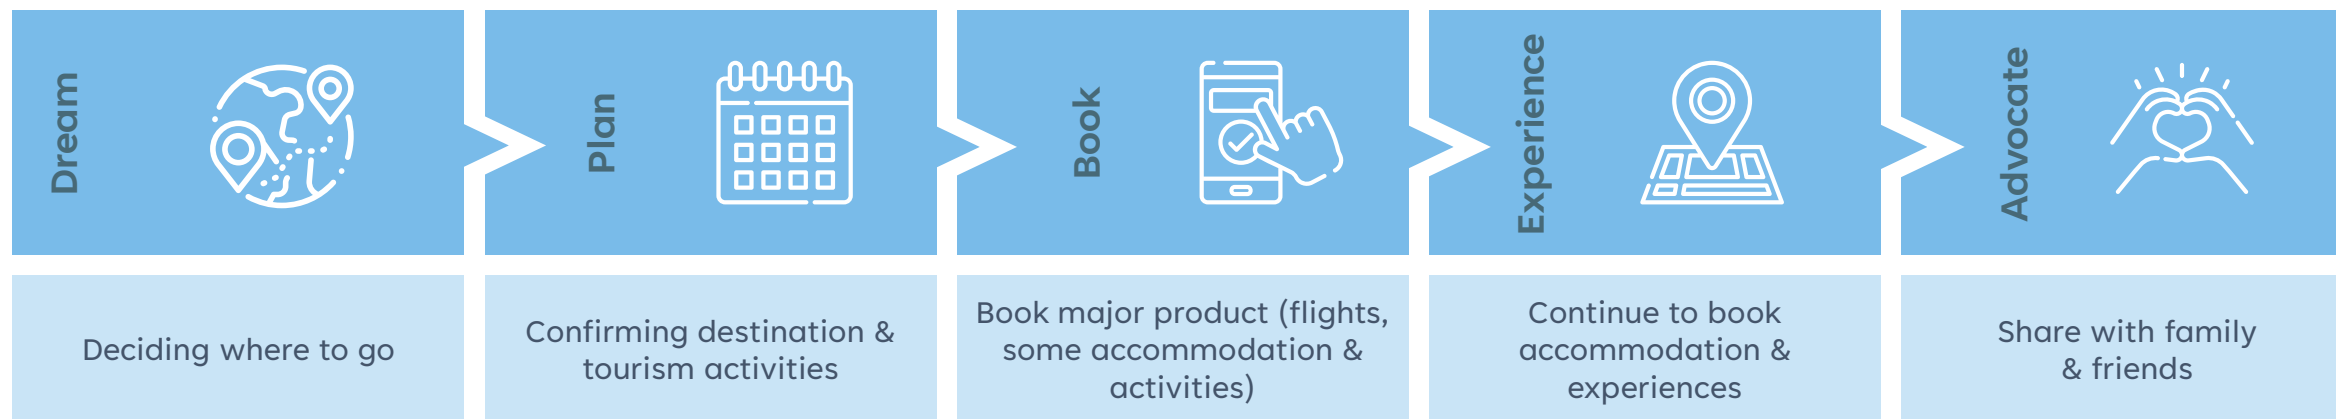 Dream
Plan
Book
Experience
Advocate
Deciding where to go
Confirming destination &
tourism activities
Book major product (flights,
some accommodation &
activities)
Continue to book
accommodation &
experiences
Share with family
& friends